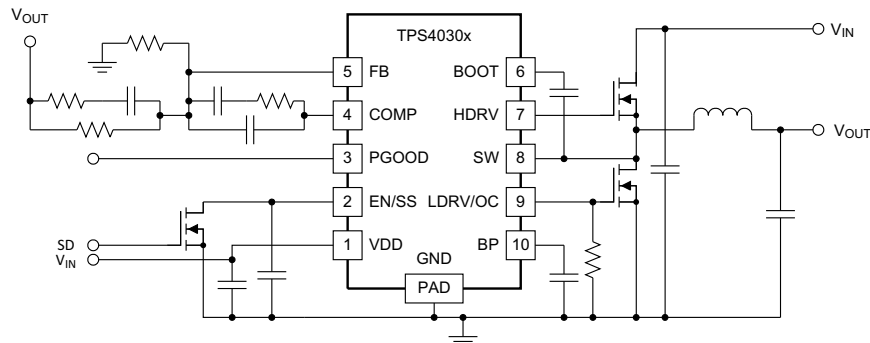 VOUT
TPS4030x
VIN
5 FB BOOT 6
4 COMP HDRV 7
VOUT
3 PGOOD SW 8
2 EN/SS LDRV/OC 9
SD
1 VDD BP 10
VIN
GND
PAD